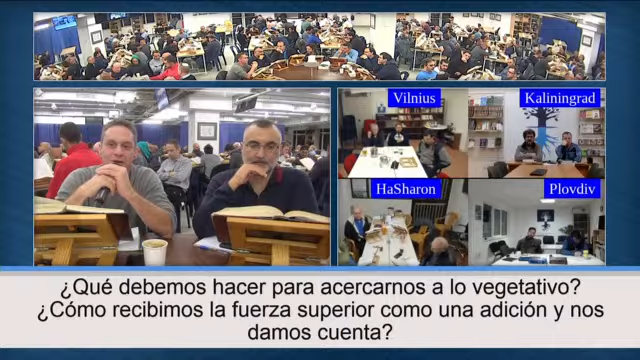 Vilnius
Kaliningrad
HaSharon
Plovdiv
¿Qué debemos hacer para acercarnos a lo vegetativo?
¿Cómo recibimos la fuerza superior como una adición y nos
damos cuenta?